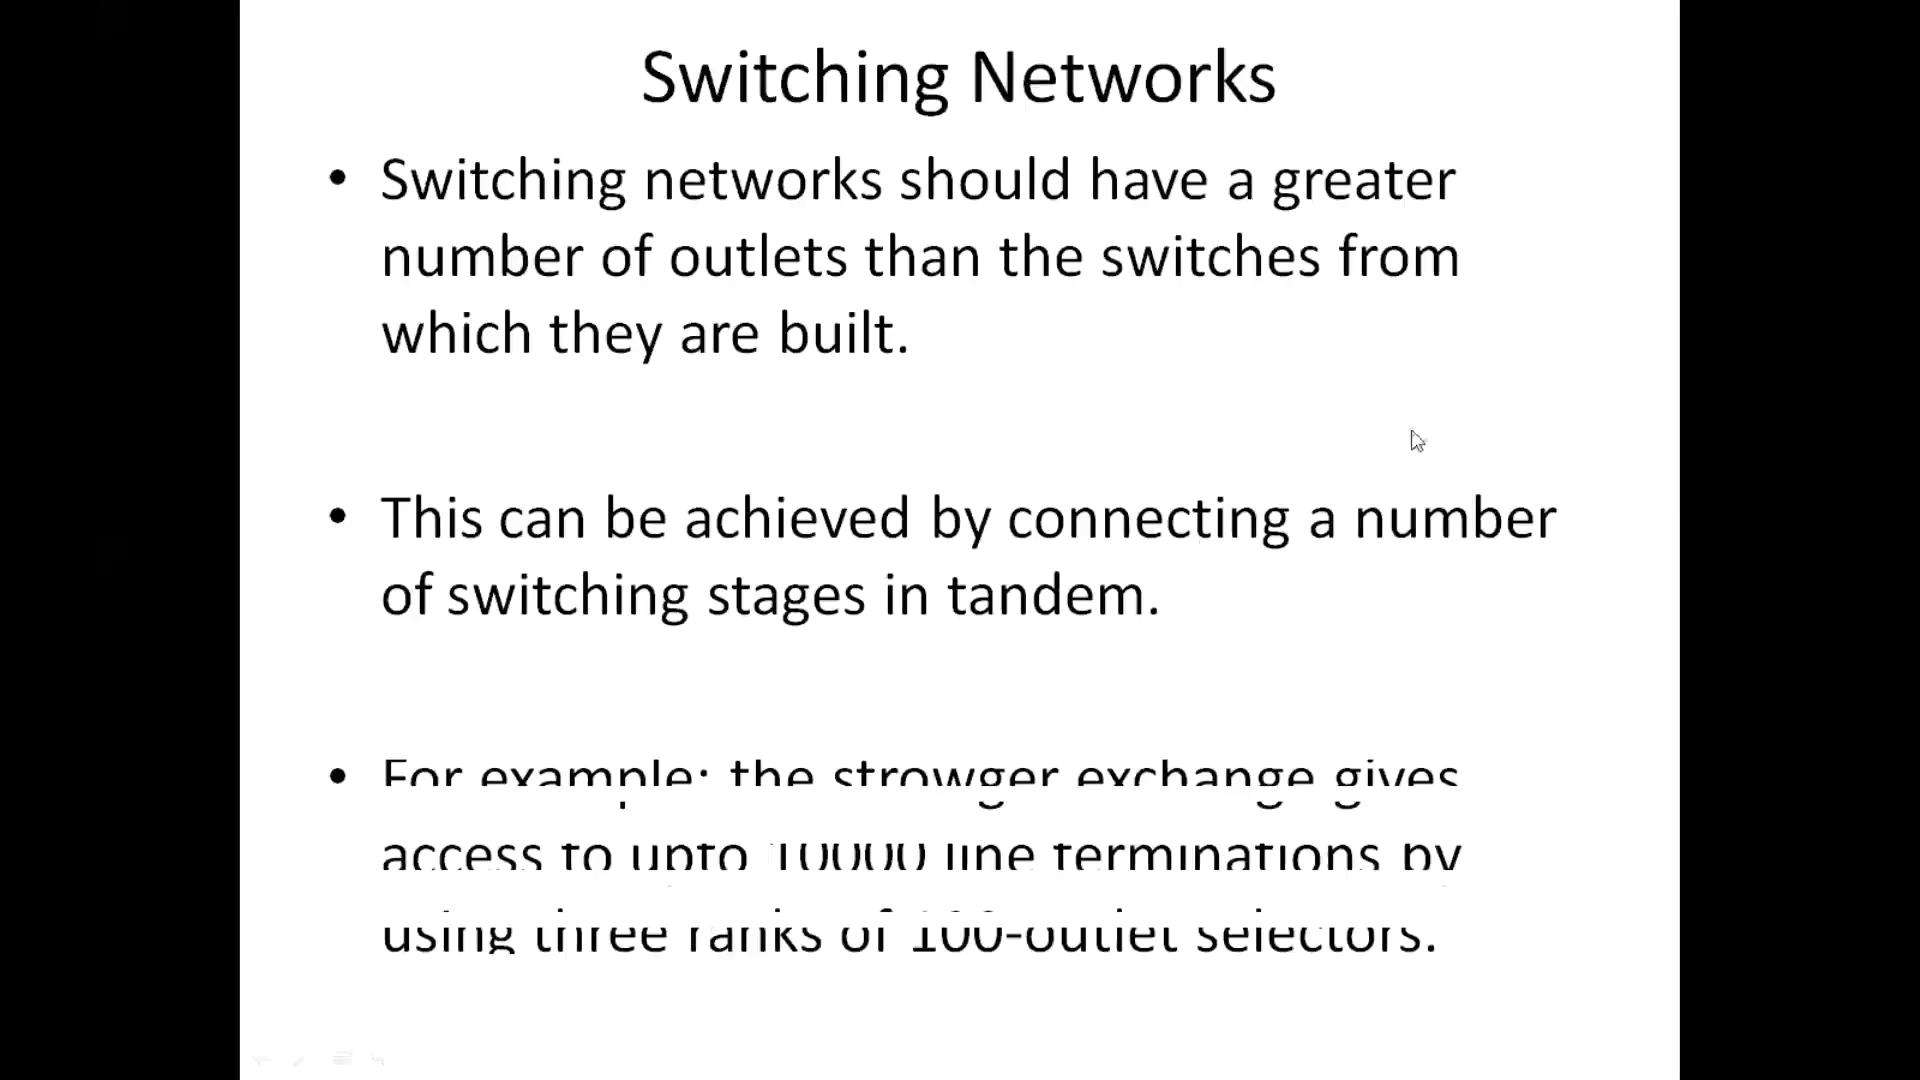 Switching Networks
• Switching networks should have a greater
number of outlets than the switches from
which they are built.
• This can be achieved by connecting a number
of switching stages in tandem.
• For example: the strowger exchange gives
access to upto 10000 line terminations by
using three ranks of 100-outlet selectors.